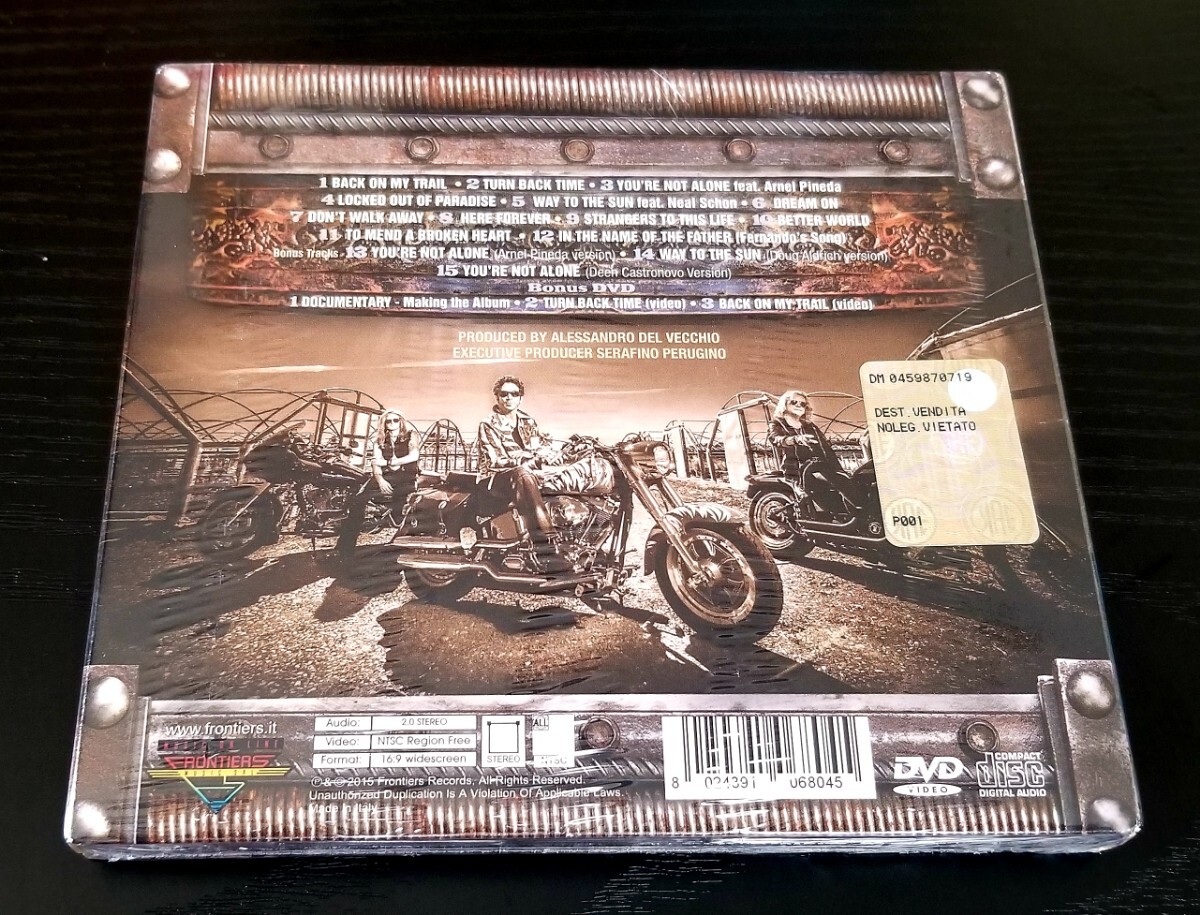 1 BACK ON MY TRAIL • 2 TURN BACK TIME • 3 YOU'RE NOT ALONE feat. Arnel Pineda
4 LOCKED OUT OF PARADISE • 5 WAY TO THE SUN feat. Neal Schon • 6 DREAM ON
7 DON'T WALK AWAY • 8 HERE FOREVER • 9 STRANGERS TO THIS LIFE • 10 BETTER WORLD
11 TO MEND A BROKEN HEART • 12 IN THE NAME OF THE FATHER (Fernando's Song)
Bonus Tracks • 13 YOU'RE NOT ALONE (Arnel Pineda version) • 14 WAY TO THE SUN (Doug Aldrich version)
15 YOU'RE NOT ALONE (Deen Castronovo Version)
Bonus DVD
1 DOCUMENTARY - Making the Album • 2 TURN BACK TIME (video) • 3 BACK ON MY TRAIL (video)
PRODUCED BY ALESSANDRO DEL VECCHIO
EXECUTIVE PRODUCER SERAFINO PERUGINO
DM 0459870719
DEST.VENDITA
NOLEG.VIETATO
P001
www.frontiers.it
FRONTIERS
Audio: 2.0 STEREO
Video: NTSC Region Free
Format: 16:9 widescreen
STEREO
ALL
NTSC
℗ & © 2015 Frontiers Records, All Rights Reserved.
Unauthorized Duplication Is A Violation Of Applicable Laws.
Made in Italy
8 024391 068045
DVD
VIDEO
COMPACT
disc
DIGITAL AUDIO